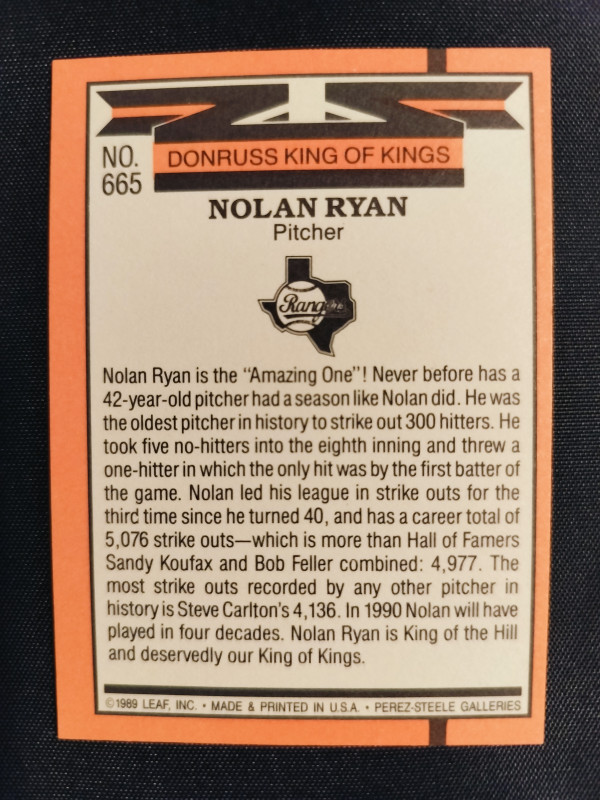 NO.
665
DONRUSS KING OF KINGS
NOLAN RYAN
Pitcher
Rangers
Nolan Ryan is the "Amazing One"! Never before has a
42-year-old pitcher had a season like Nolan did. He was
the oldest pitcher in history to strike out 300 hitters. He
took five no-hitters into the eighth inning and threw a
one-hitter in which the only hit was by the first batter of
the game. Nolan led his league in strike outs for the
third time since he turned 40, and has a career total of
5,076 strike outs—which is more than Hall of Famers
Sandy Koufax and Bob Feller combined: 4,977. The
most strike outs recorded by any other pitcher in
history is Steve Carlton's 4,136. In 1990 Nolan will have
played in four decades. Nolan Ryan is King of the Hill
and deservedly our King of Kings.
©1989 LEAF, INC. • MADE & PRINTED IN U.S.A. • PEREZ-STEELE GALLERIES